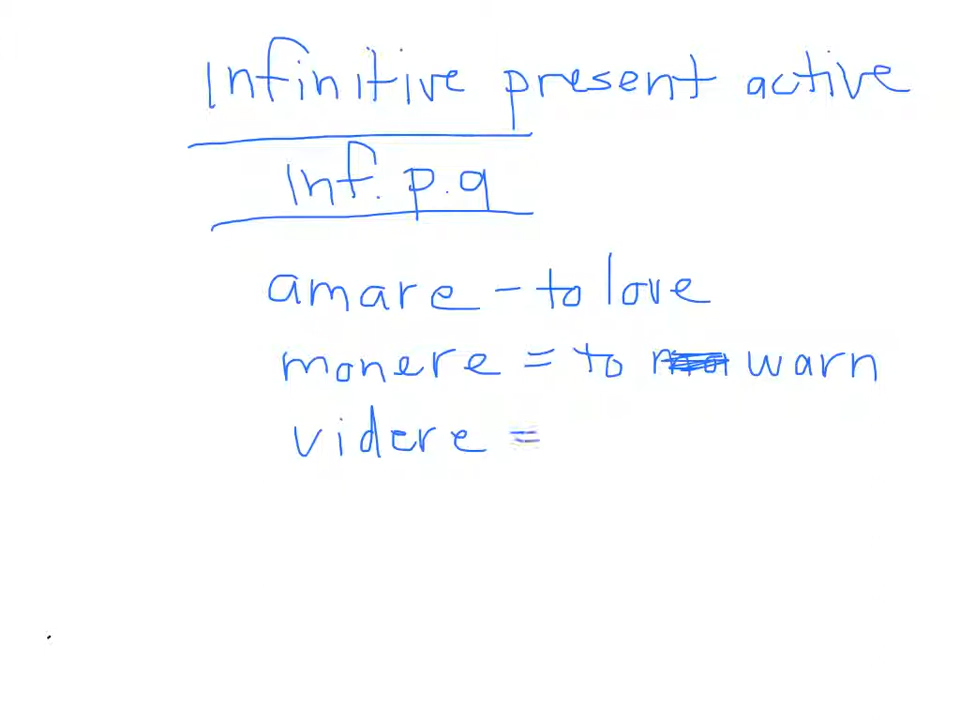 Infinitive present active
Inf. p.a
amare - to love
monere = to warn
videre =